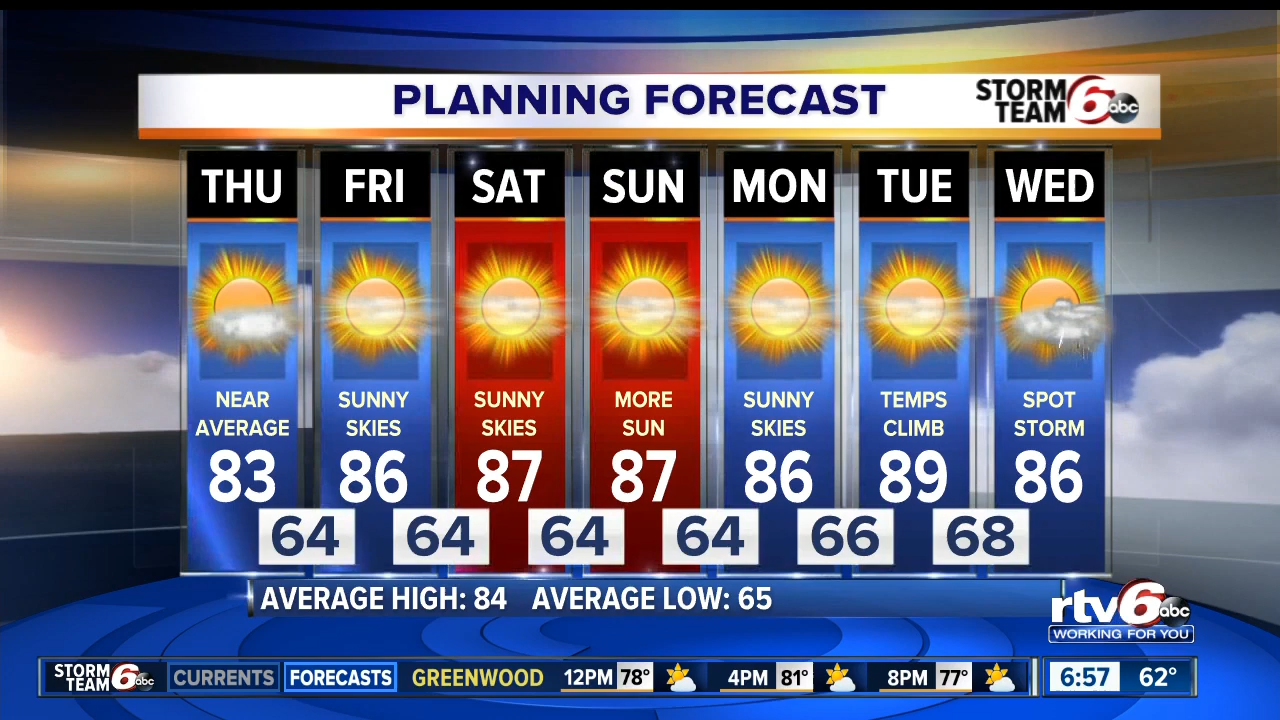 PLANNING FORECAST
STORM TEAM 6 abc
THU FRI SAT SUN MON TUE WED
NEAR AVERAGE
SUNNY SKIES
SUNNY SKIES
MORE SUN
SUNNY SKIES
TEMPS CLIMB
SPOT STORM
83 86 87 87 86 89 86
64 64 64 64 66 68
AVERAGE HIGH: 84 AVERAGE LOW: 65
rtv6 abc
WORKING FOR YOU
STORM TEAM 6 abc CURRENTS FORECASTS GREENWOOD 12PM 78° 4PM 81° 8PM 77° 6:57 62°